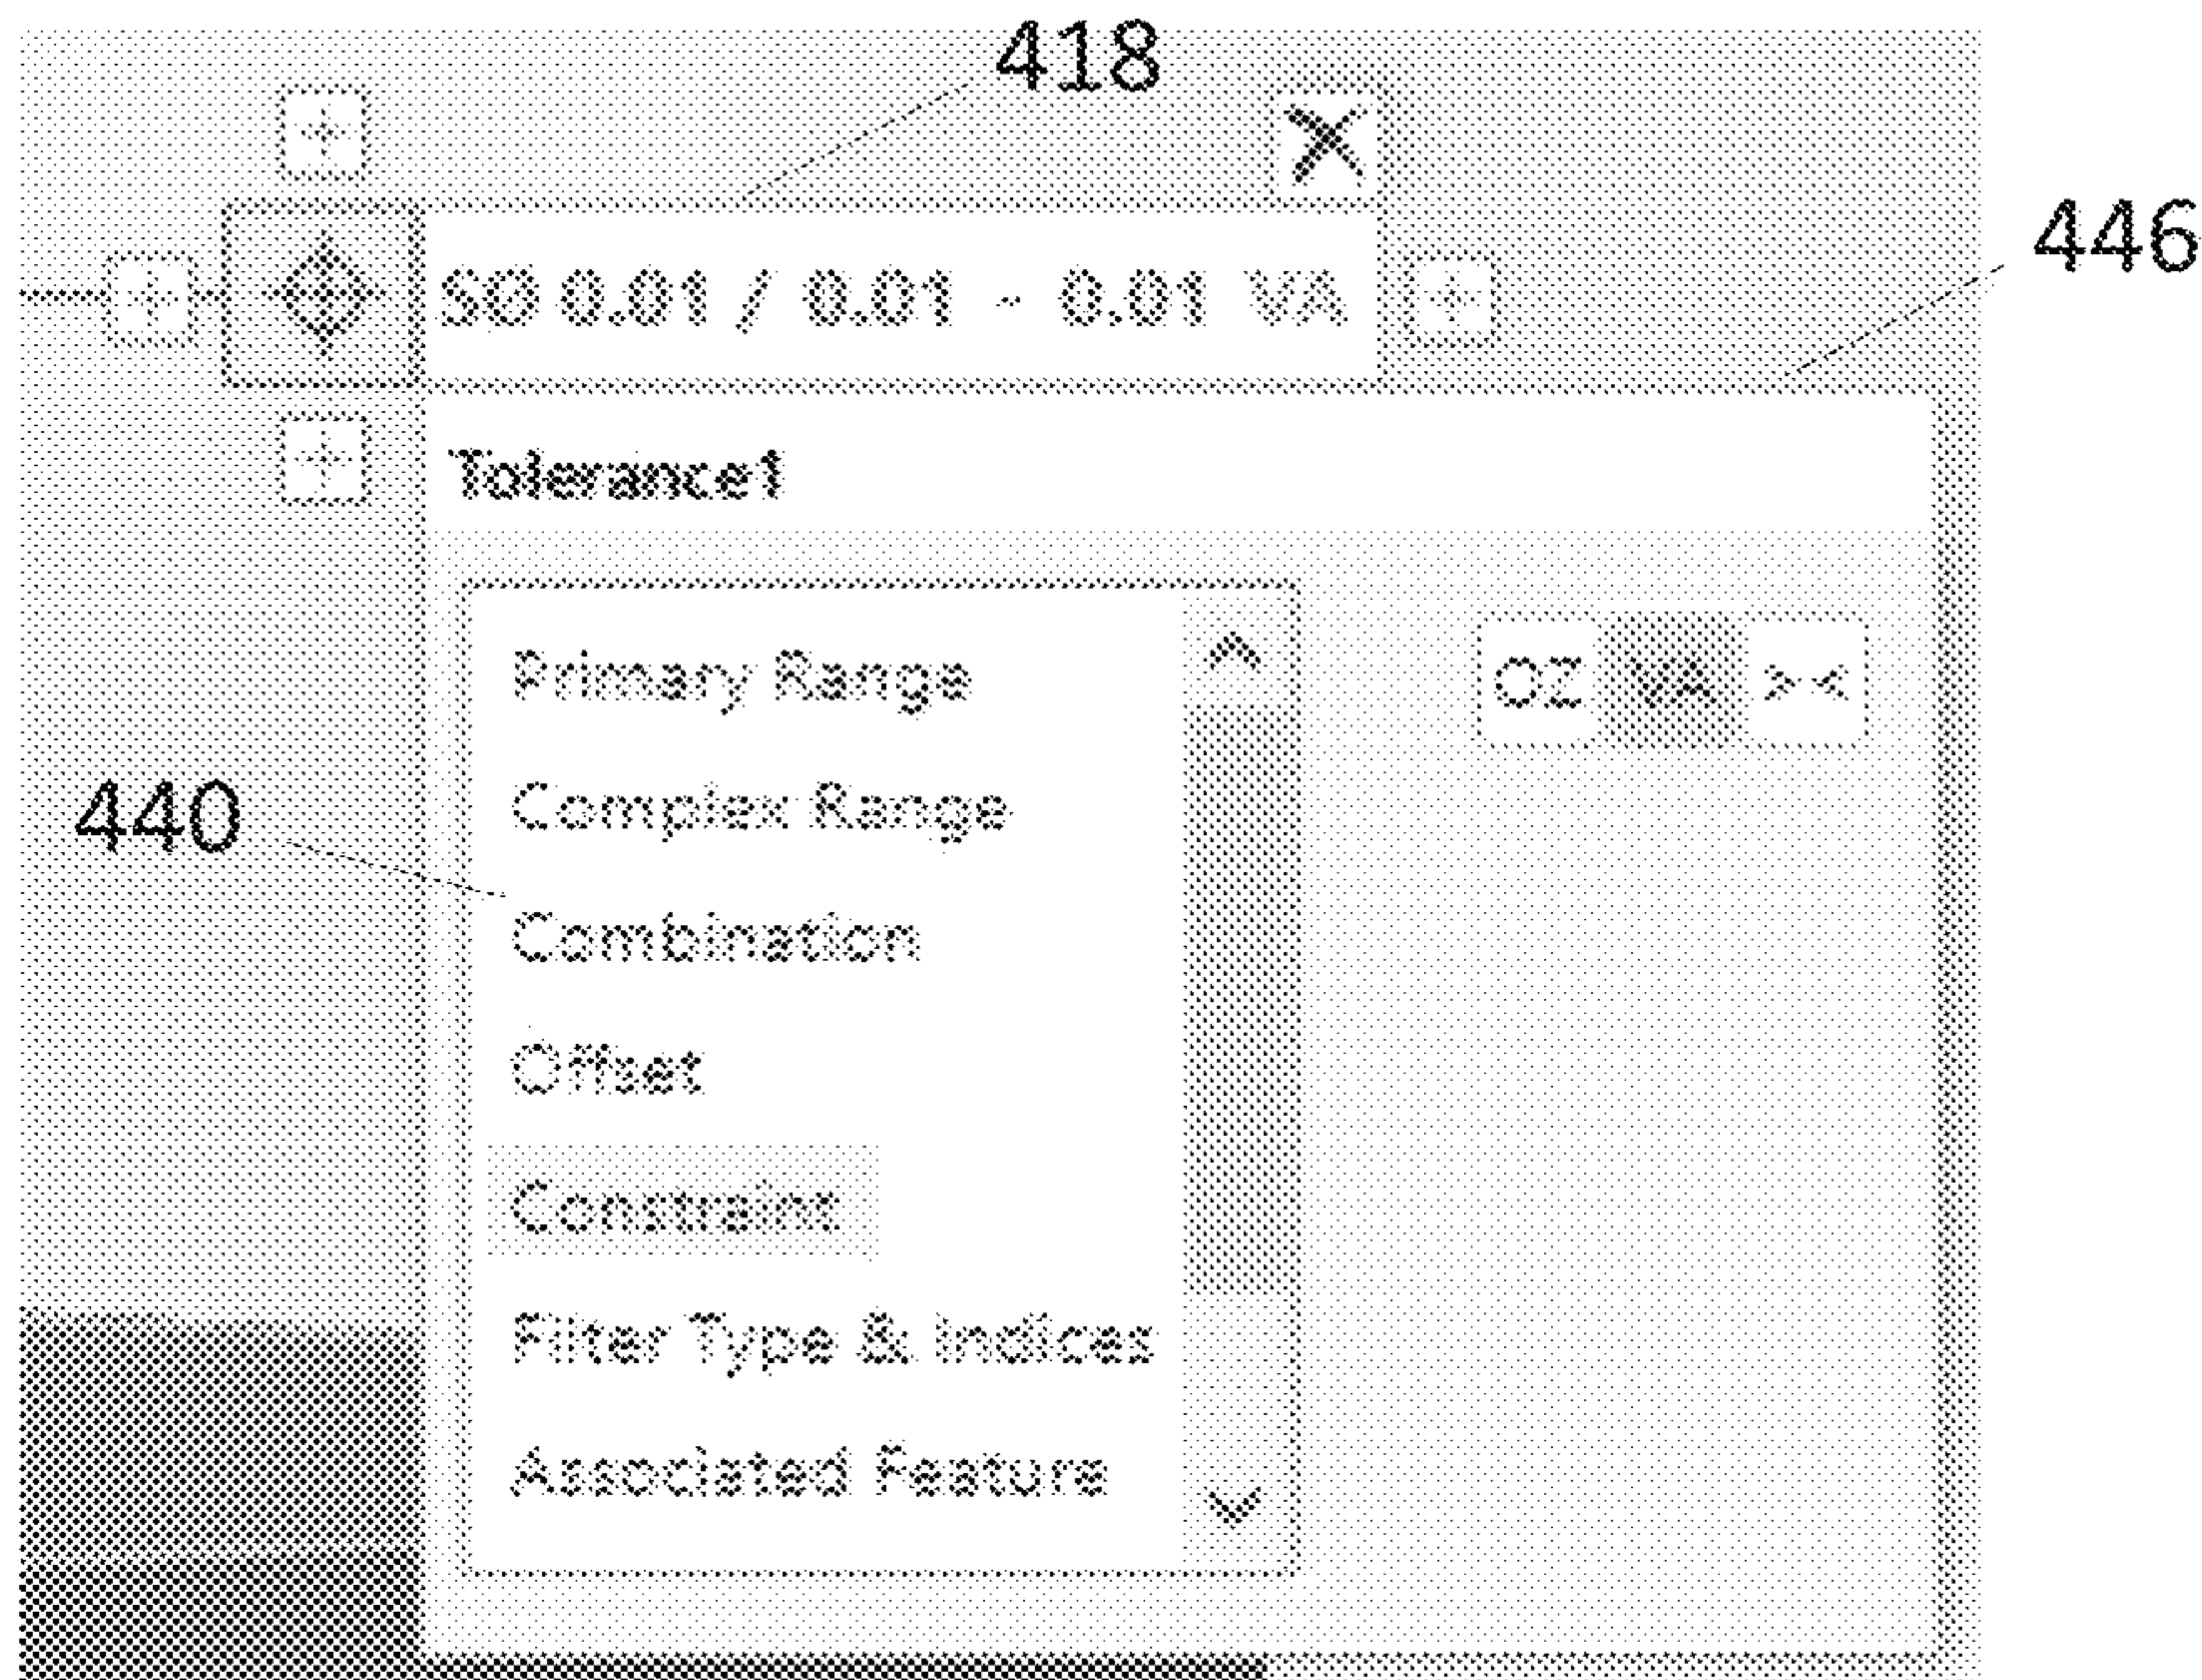 418
446
SØ 0.01 / 0.01 - 0.01 VA
Tolerance1
Primary Range
OZ VA > <
Complex Range
440
Combination
Offset
Constraint
Filter Type & Indices
Associated Feature